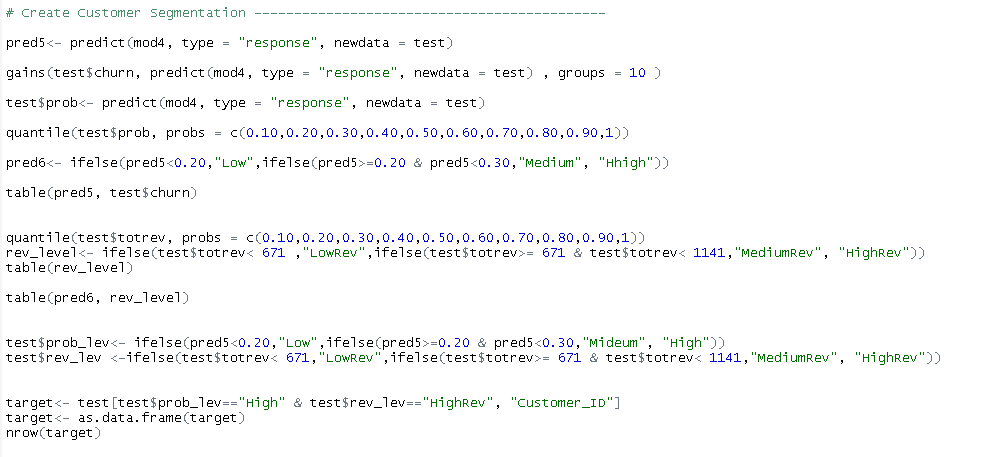 # Create Customer Segmentation --------------------------------------------
pred5<- predict(mod4, type = "response", newdata = test)
gains(test$churn, predict(mod4, type = "response", newdata = test) , groups = 10 )
test$prob<- predict(mod4, type = "response", newdata = test)
quantile(test$prob, probs = c(0.10,0.20,0.30,0.40,0.50,0.60,0.70,0.80,0.90,1))
pred6<- ifelse(pred5<0.20,"Low",ifelse(pred5>=0.20 & pred5<0.30,"Medium", "Hhigh"))
table(pred5, test$churn)
quantile(test$totrev, probs = c(0.10,0.20,0.30,0.40,0.50,0.60,0.70,0.80,0.90,1))
rev_level<- ifelse(test$totrev< 671 ,"LowRev",ifelse(test$totrev>= 671 & test$totrev< 1141,"MediumRev", "HighRev"))
table(rev_level)
table(pred6, rev_level)
test$prob_lev<- ifelse(pred5<0.20,"Low",ifelse(pred5>=0.20 & pred5<0.30,"Mideum", "High"))
test$rev_lev <-ifelse(test$totrev< 671,"LowRev",ifelse(test$totrev>= 671 & test$totrev< 1141,"MediumRev", "HighRev"))
target<- test[test$prob_lev=="High" & test$rev_lev=="HighRev", "Customer_ID"]
target<- as.data.frame(target)
nrow(target)